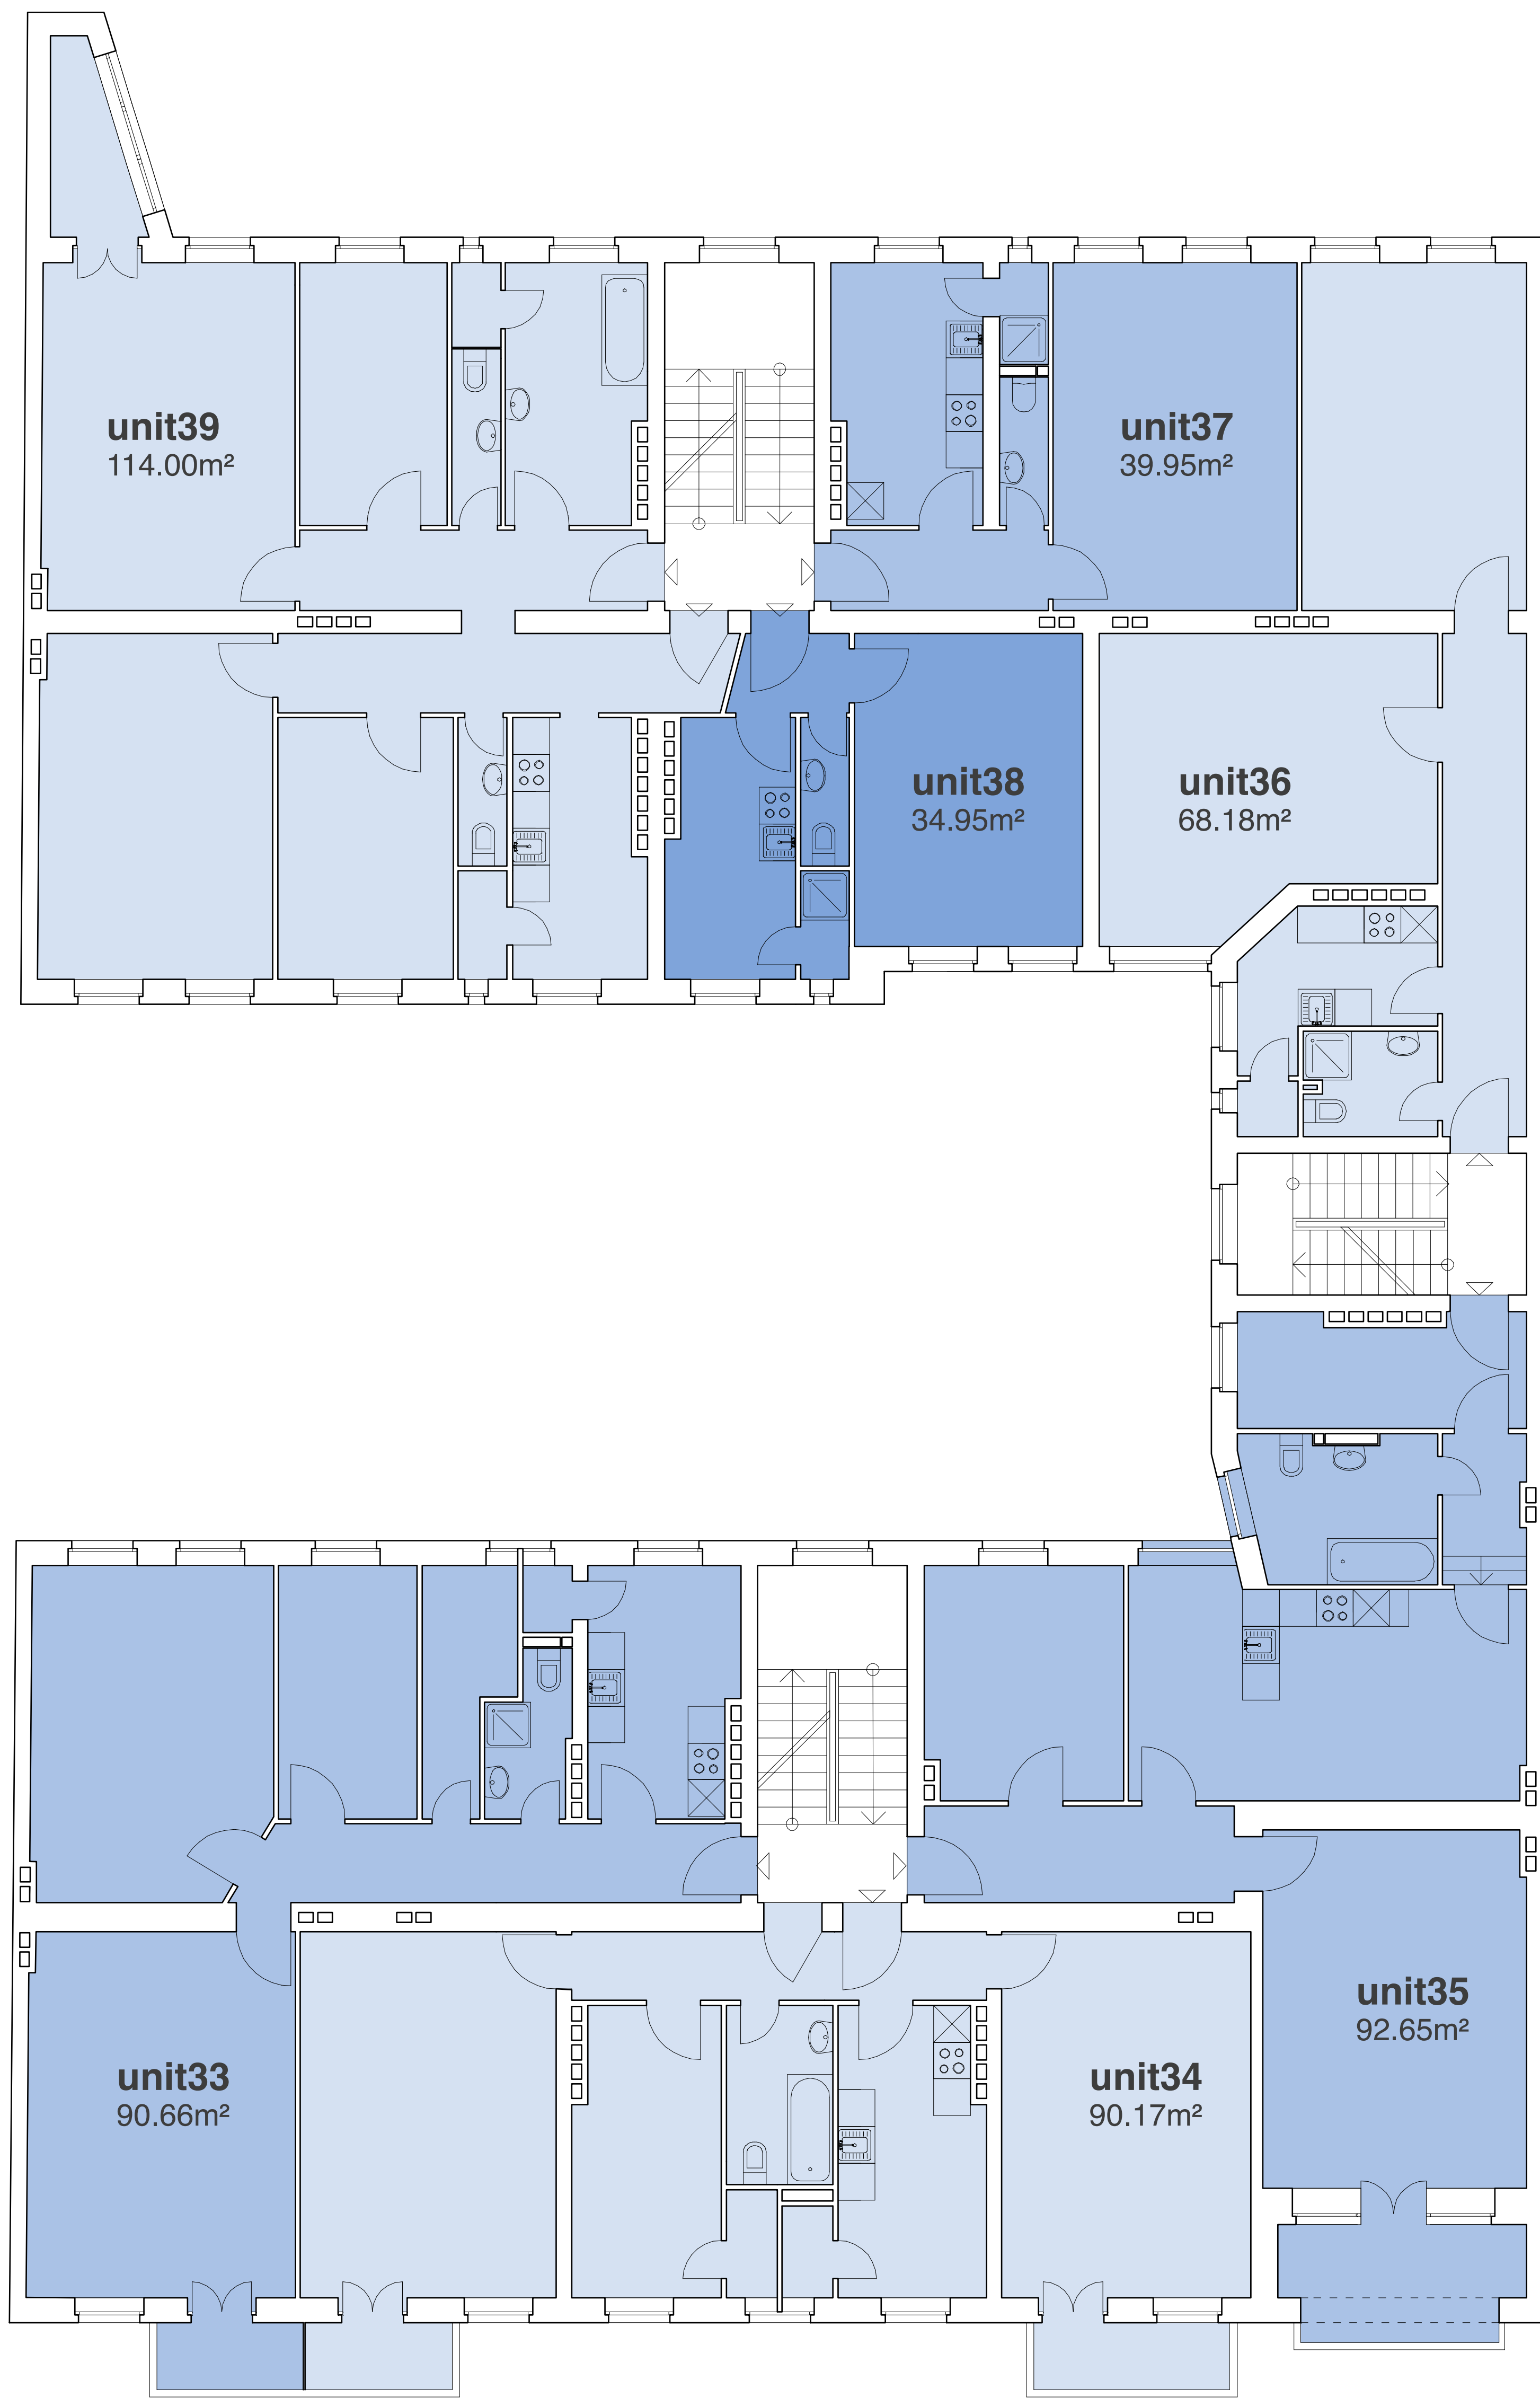 unit39
114.00m²
unit37
39.95m²
unit38
34.95m²
unit36
68.18m²
unit35
92.65m²
unit33
90.66m²
unit34
90.17m²